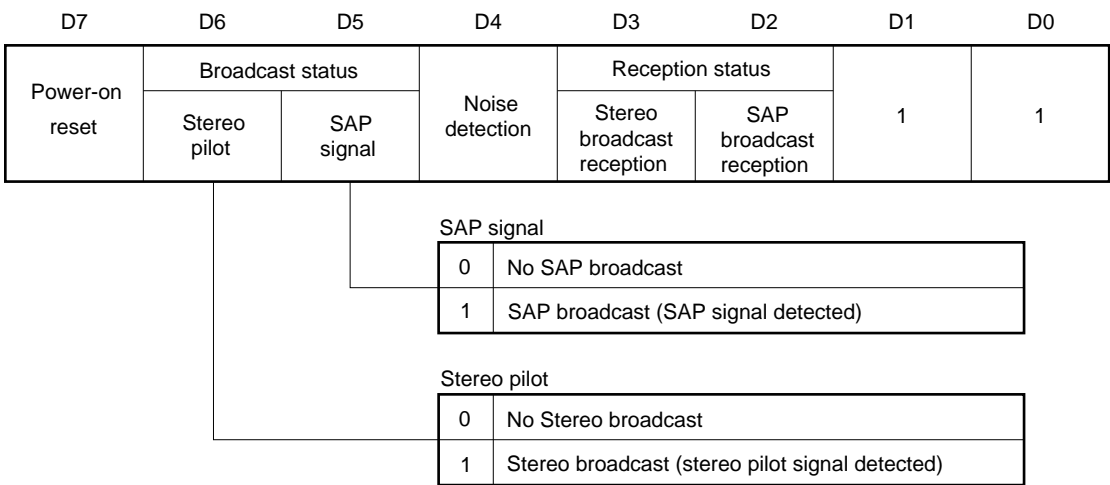 D7 D6 D5 D4 D3 D2 D1 D0
Power-on
reset
Broadcast status
Stereo
pilot
SAP
signal
Noise
detection
Reception status
Stereo
broadcast
reception
SAP
broadcast
reception
1
1
SAP signal
0 No SAP broadcast
1 SAP broadcast (SAP signal detected)
Stereo pilot
0 No Stereo broadcast
1 Stereo broadcast (stereo pilot signal detected)